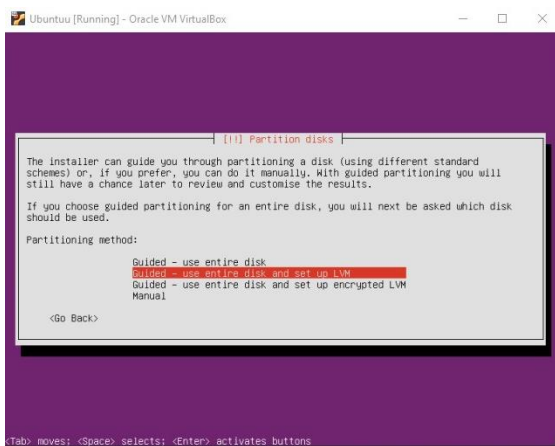 Ubuntuu [Running] - Oracle VM VirtualBox
[!!] Partition disks
The installer can guide you through partitioning a disk (using different standard
schemes) or, if you prefer, you can do it manually. With guided partitioning you will
still have a chance later to review and customise the results.
If you choose guided partitioning for an entire disk, you will next be asked which disk
should be used.
Partitioning method:
Guided - use entire disk
Guided - use entire disk and set up LVM
Guided - use entire disk and set up encrypted LVM
Manual
<Go Back>
<Tab> moves; <Space> selects; <Enter> activates buttons